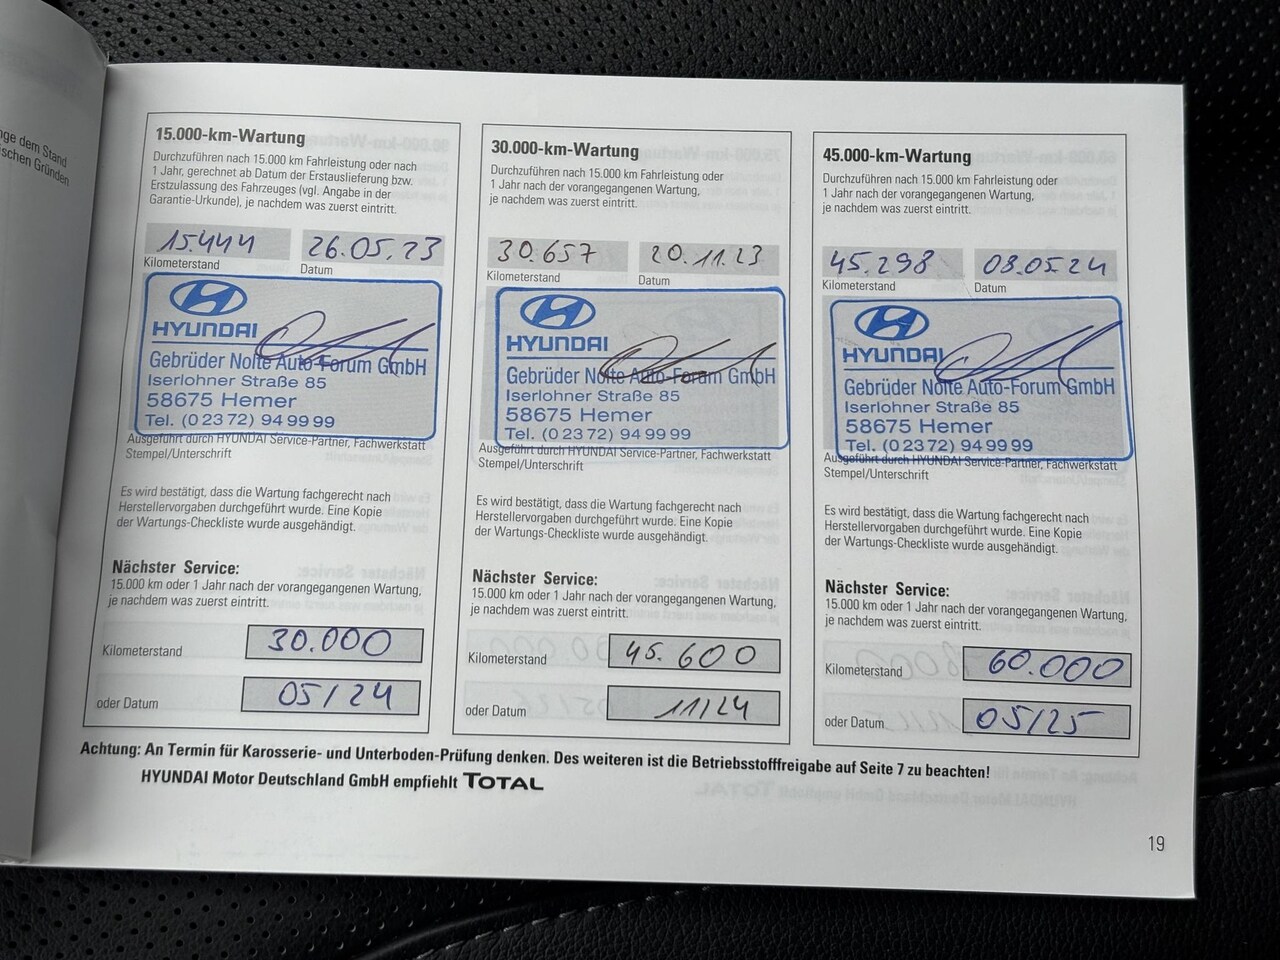 nge dem Stand
ischen Gründen
15.000-km-Wartung
Durchzuführen nach 15.000 km Fahrleistung oder nach
1 Jahr, gerechnet ab Datum der Erstauslieferung bzw.
Erstzulassung des Fahrzeuges (vgl. Angabe in der
Garantie-Urkunde), je nachdem was zuerst eintritt.
15.444 26.05.23
Kilometerstand Datum
HYUNDAI
Gebrüder Nolte Auto-Forum GmbH
Iserlohner Straße 85
58675 Hemer
Tel. (0 23 72) 94 99 99
Ausgeführt durch HYUNDAI Service-Partner, Fachwerkstatt
Stempel/Unterschrift
Es wird bestätigt, dass die Wartung fachgerecht nach
Herstellervorgaben durchgeführt wurde. Eine Kopie
der Wartungs-Checkliste wurde ausgehändigt.
Nächster Service:
15.000 km oder 1 Jahr nach der vorangegangenen Wartung,
je nachdem was zuerst eintritt.
Kilometerstand 30.000
oder Datum 05/24
30.000-km-Wartung
Durchzuführen nach 15.000 km Fahrleistung oder
1 Jahr nach der vorangegangenen Wartung,
je nachdem was zuerst eintritt.
30.657 20.11.23
Kilometerstand Datum
HYUNDAI
Gebrüder Nolte Auto-Forum GmbH
Iserlohner Straße 85
58675 Hemer
Tel. (0 23 72) 94 99 99
Ausgeführt durch HYUNDAI Service-Partner, Fachwerkstatt
Stempel/Unterschrift
Es wird bestätigt, dass die Wartung fachgerecht nach
Herstellervorgaben durchgeführt wurde. Eine Kopie
der Wartungs-Checkliste wurde ausgehändigt.
Nächster Service:
15.000 km oder 1 Jahr nach der vorangegangenen Wartung,
je nachdem was zuerst eintritt.
Kilometerstand 45.600
oder Datum 11/24
45.000-km-Wartung
Durchzuführen nach 15.000 km Fahrleistung oder
1 Jahr nach der vorangegangenen Wartung,
je nachdem was zuerst eintritt.
45.298 08.05.24
Kilometerstand Datum
HYUNDAI
Gebrüder Nolte Auto-Forum GmbH
Iserlohner Straße 85
58675 Hemer
Tel. (0 23 72) 94 99 99
Ausgeführt durch HYUNDAI Service-Partner, Fachwerkstatt
Stempel/Unterschrift
Es wird bestätigt, dass die Wartung fachgerecht nach
Herstellervorgaben durchgeführt wurde. Eine Kopie
der Wartungs-Checkliste wurde ausgehändigt.
Nächster Service:
15.000 km oder 1 Jahr nach der vorangegangenen Wartung,
je nachdem was zuerst eintritt.
Kilometerstand 60.000
oder Datum 05/25
Achtung: An Termin für Karosserie- und Unterboden-Prüfung denken. Des weiteren ist die Betriebsstofffreigabe auf Seite 7 zu beachten!
HYUNDAI Motor Deutschland GmbH empfiehlt TOTAL
19